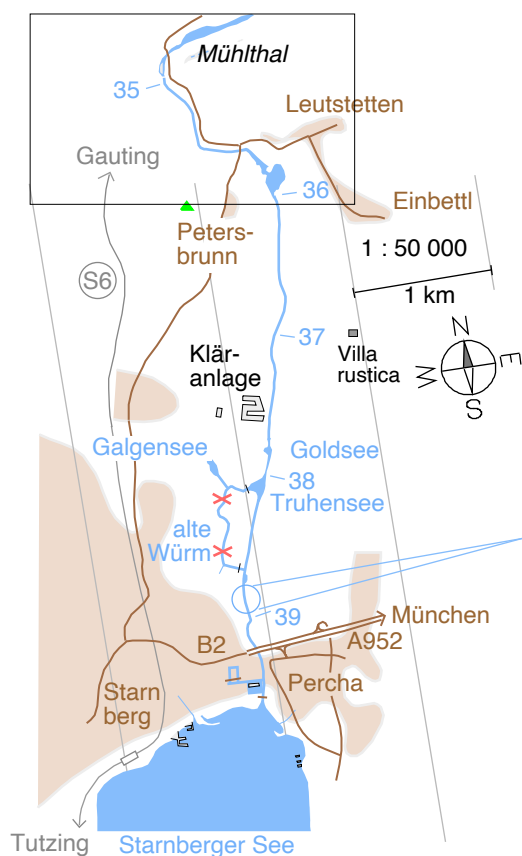 Mühlthal
35
Leutstetten
Gauting
36
Einbettl
Peters-
brunn
1 : 50 000
S6
1 km
37
N
E
W
S
Klär-
anlage
Villa
rustica
Galgensee
Goldsee
38
Truhensee
alte
Würm
39
München
B2
A952
Starn
berg
Percha
Tutzing
Starnberger See